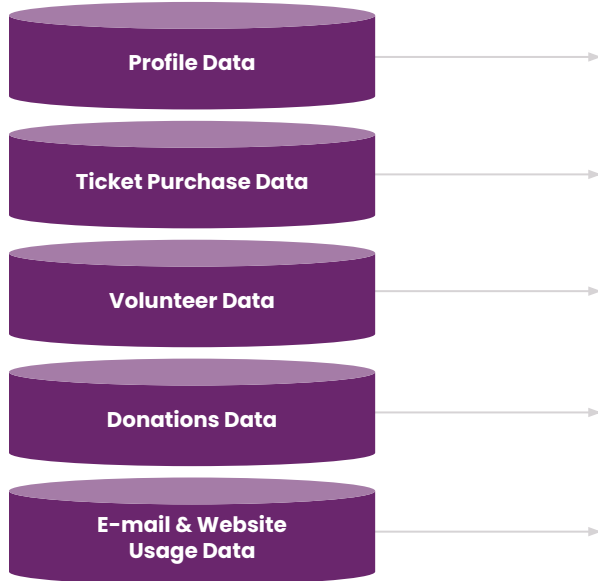 Profile Data
Ticket Purchase Data
Volunteer Data
Donations Data
E-mail & Website
Usage Data